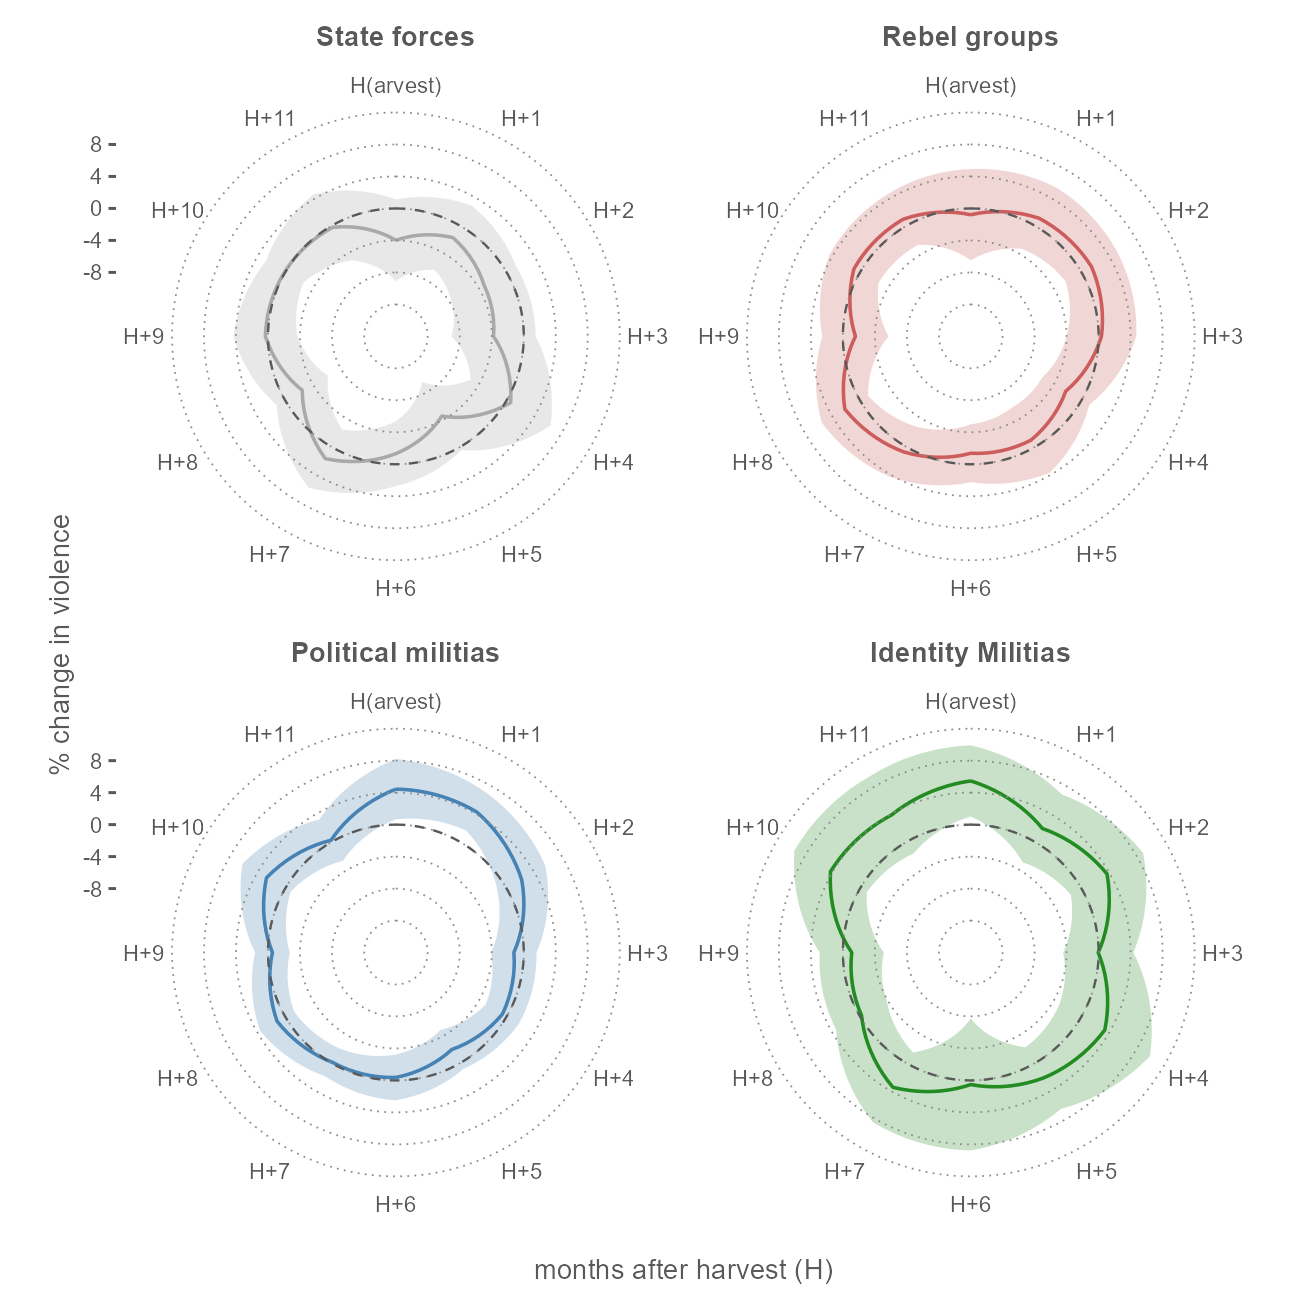 State forces
Rebel groups
H(arvest)
H+1
H+2
H+3
H+4
H+5
H+6
H+7
H+8
H+9
H+10
H+11
8
4
0
-4
-8
H(arvest)
H+1
H+2
H+3
H+4
H+5
H+6
H+7
H+8
H+9
H+10
H+11
% change in violence
Political militias
Identity Militias
H(arvest)
H+1
H+2
H+3
H+4
H+5
H+6
H+7
H+8
H+9
H+10
H+11
8
4
0
-4
-8
H(arvest)
H+1
H+2
H+3
H+4
H+5
H+6
H+7
H+8
H+9
H+10
H+11
months after harvest (H)